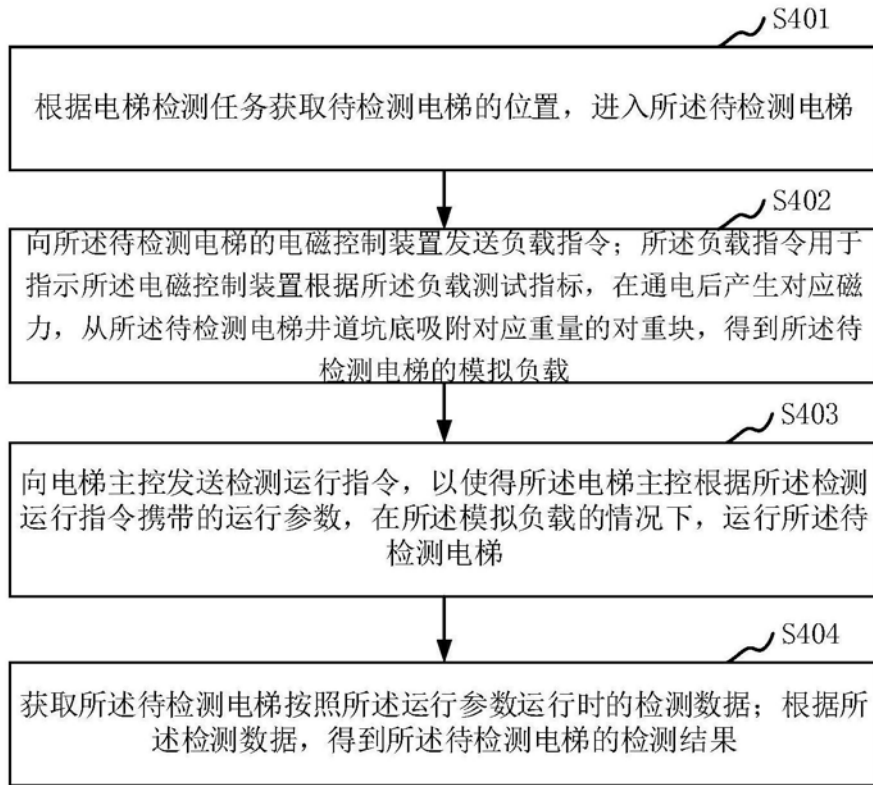 S401
根据电梯检测任务获取待检测电梯的位置，进入所述待检测电梯
S402
向所述待检测电梯的电磁控制装置发送负载指令；所述负载指令用于
指示所述电磁控制装置根据所述负载测试指标，在通电后产生对应磁
力，从所述待检测电梯井道坑底吸附对应重量的对重块，得到所述待
检测电梯的模拟负载
S403
向电梯主控发送检测运行指令，以使得所述电梯主控根据所述检测
运行指令携带的运行参数，在所述模拟负载的情况下，运行所述待
检测电梯
S404
获取所述待检测电梯按照所述运行参数运行时的检测数据；根据所
述检测数据，得到所述待检测电梯的检测结果